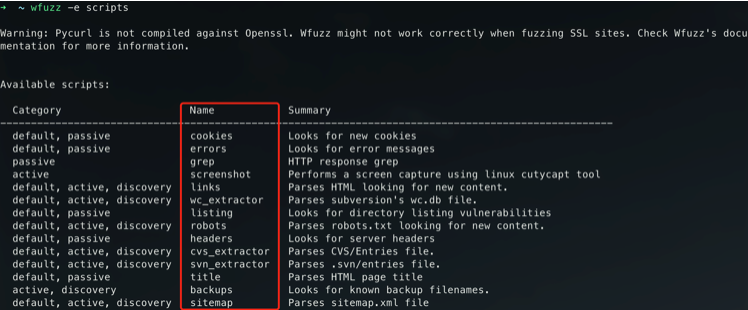 → ~ wfuzz -e scripts
Warning: Pycurl is not compiled against Openssl. Wfuzz might not work correctly when fuzzing SSL sites. Check Wfuzz's docu
mentation for more information.
Available scripts:
Category Name Summary
default, passive cookies Looks for new cookies
default, passive errors Looks for error messages
passive grep HTTP response grep
active screenshot Performs a screen capture using linux cutycapt tool
default, active, discovery links Parses HTML looking for new content.
default, active, discovery wc_extractor Parses subversion's wc.db file.
default, passive listing Looks for directory listing vulnerabilities
default, active, discovery robots Parses robots.txt looking for new content.
default, passive headers Looks for server headers
default, active, discovery cvs_extractor Parses CVS/Entries file.
default, active, discovery svn_extractor Parses .svn/entries file.
default, passive title Parses HTML page title
active, discovery backups Looks for known backup filenames.
default, active, discovery sitemap Parses sitemap.xml file